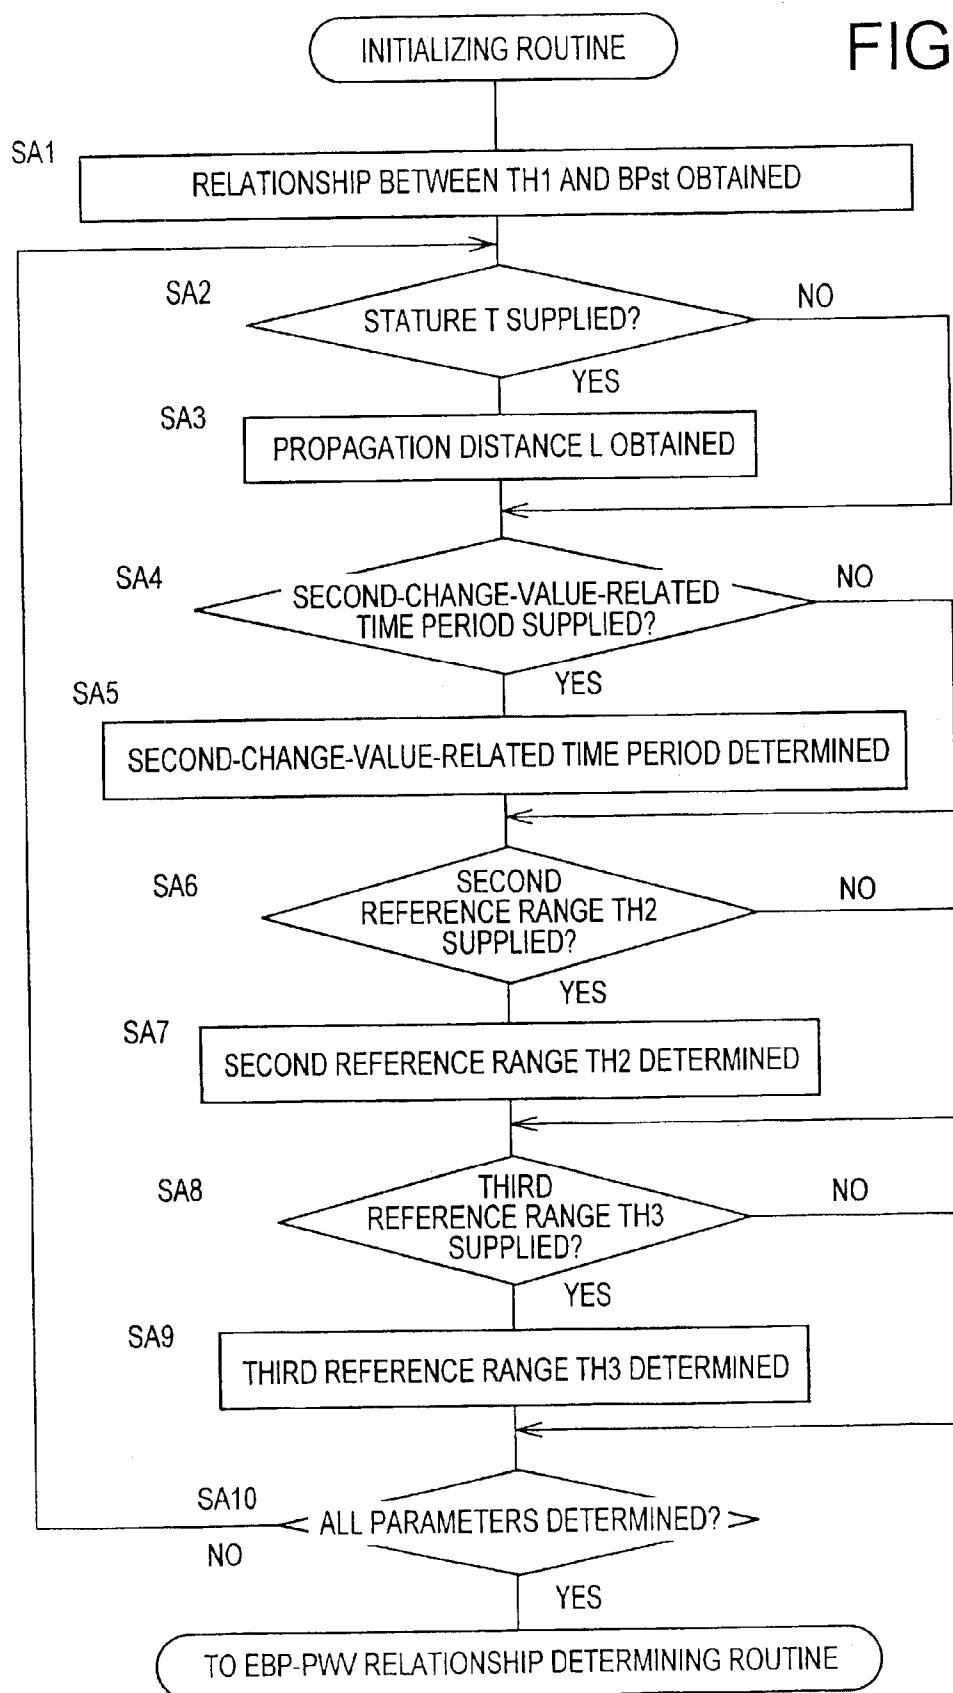 FIG
INITIALIZING ROUTINE
SA1
RELATIONSHIP BETWEEN TH1 AND BPst OBTAINED
SA2
STATURE T SUPPLIED?
NO
YES
SA3
PROPAGATION DISTANCE L OBTAINED
SA4
SECOND-CHANGE-VALUE-RELATED
TIME PERIOD SUPPLIED?
NO
YES
SA5
SECOND-CHANGE-VALUE-RELATED TIME PERIOD DETERMINED
SA6
SECOND
REFERENCE RANGE TH2
SUPPLIED?
NO
YES
SA7
SECOND REFERENCE RANGE TH2 DETERMINED
SA8
THIRD
REFERENCE RANGE TH3
SUPPLIED?
NO
YES
SA9
THIRD REFERENCE RANGE TH3 DETERMINED
SA10
ALL PARAMETERS DETERMINED?
NO
YES
TO EBP-PWV RELATIONSHIP DETERMINING ROUTINE